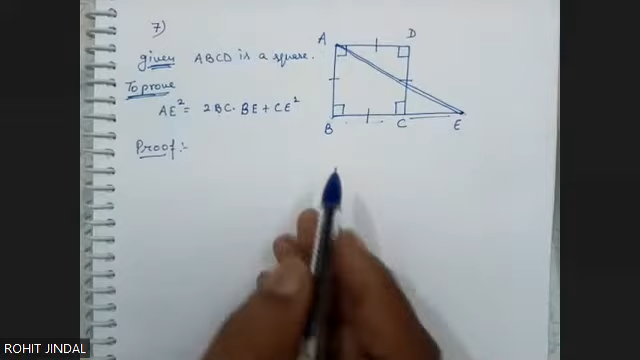 7)
given ABCD is a square.
To prove
AE² = 2BC· BE + CE²
Proof :-
A
D
B
C
E
ROHIT JINDAL